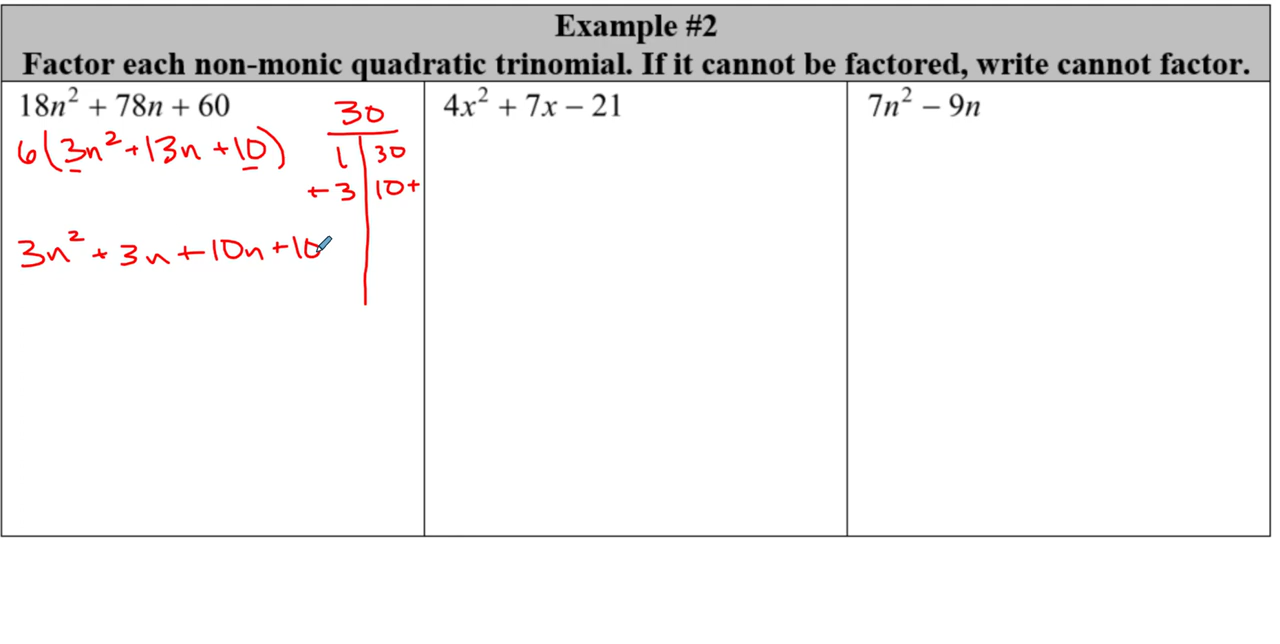 Example #2
Factor each non-monic quadratic trinomial. If it cannot be factored, write cannot factor.
18n² + 78n + 60
6(3n² + 13n + 10)
30
1 | 30
+3 | 10+
3n² + 3n + 10n + 10
4x² + 7x − 21
7n² − 9n